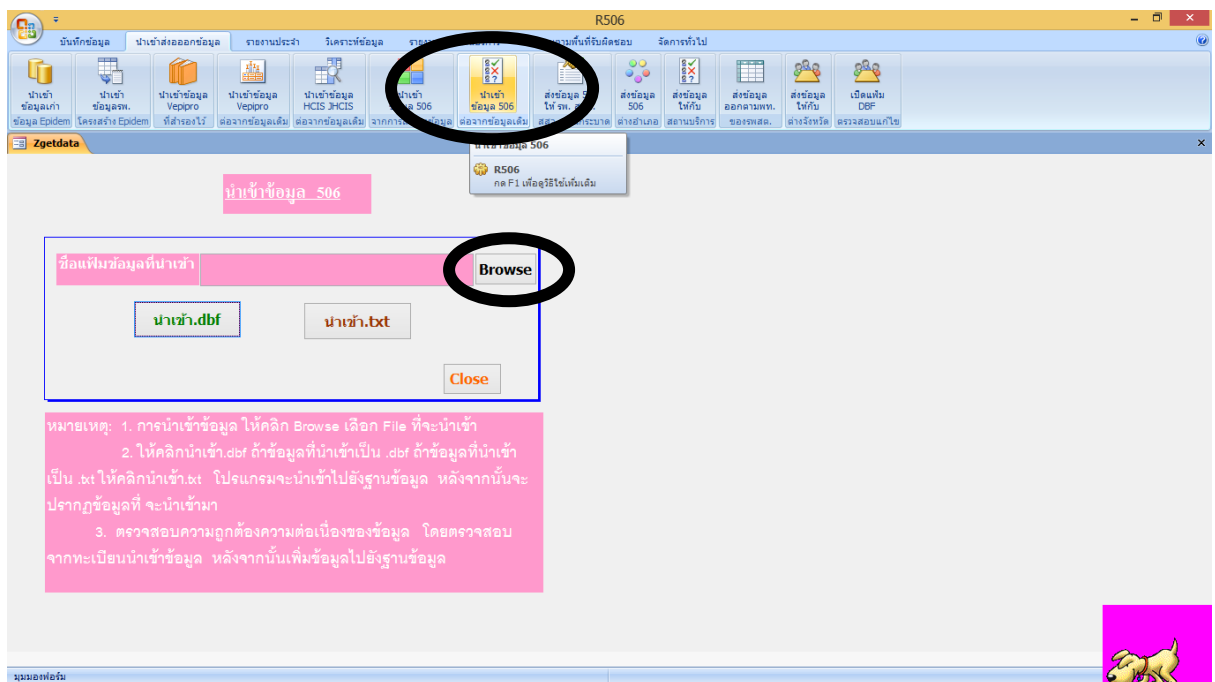 R506
บันทึกข้อมูล นำเข้าส่งออกข้อมูล รายงานประจำ วิเคราะห์ข้อมูล จัดการทั่วไป
นำเข้า นำเข้า นำเข้าข้อมูล นำเข้าข้อมูล นำเข้าข้อมูล นำเข้า นำเข้า ส่งข้อมูล ส่งข้อมูล ส่งข้อมูล ส่งข้อมูล ส่งข้อมูล เปิดแฟ้ม
ข้อมูลเก่า ข้อมูลรพ. Vepipro Vepipro HCIS JHCIS 506 ข้อมูล 506 ให้ รพ. 506 ให้กับ ออกตามพท. ให้กับ DBF
ข้อมูล Epidem โครงสร้าง Epidem ที่สำรองไว้ ต่อจากข้อมูลเดิม ต่อจากข้อมูลเดิม ต่อจากข้อมูลเดิม ต่างอำเภอ สถานบริการ ของรพสต. ต่างจังหวัด ตรวจสอบแก้ไข
Zgetdata
นำเข้าข้อมูล 506
R506
กด F1 เพื่อดูวิธีใช้เพิ่มเติม
นำเข้าข้อมูล 506
ชื่อแฟ้มข้อมูลที่นำเข้า Browse
นำเข้า.dbf นำเข้า.txt
Close
หมายเหตุ: 1. การนำเข้าข้อมูล ให้คลิก Browse เลือก File ที่จะนำเข้า
2. ให้คลิกนำเข้า.dbf ถ้าข้อมูลที่นำเข้าเป็น .dbf ถ้าข้อมูลที่นำเข้า
เป็น .txt ให้คลิกนำเข้า.txt โปรแกรมจะนำเข้าไปยังฐานข้อมูล หลังจากนั้นจะ
ปรากฏข้อมูลที่ จะนำเข้ามา
3. ตรวจสอบความถูกต้องความต่อเนื่องของข้อมูล โดยตรวจสอบ
จากทะเบียนนำเข้าข้อมูล หลังจากนั้นเพิ่มข้อมูลไปยังฐานข้อมูล
มุมมองฟอร์ม